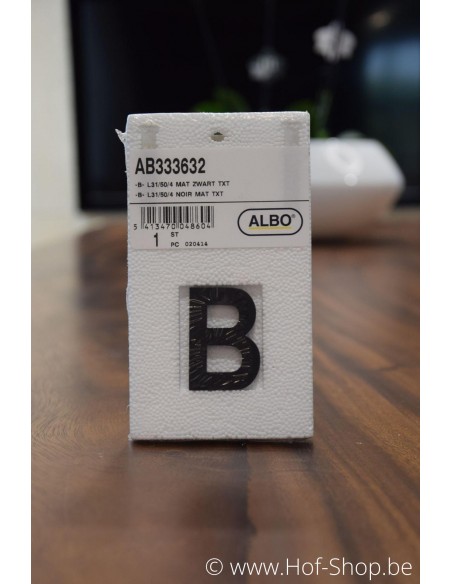 AB333632
-B- L31/50/4 MAT ZWART TXT
-B- L31/50/4 NOIR MAT TXT
ALBO®
5 413470 048604
1 ST
PC 020414
B
© www.Hof-Shop.be